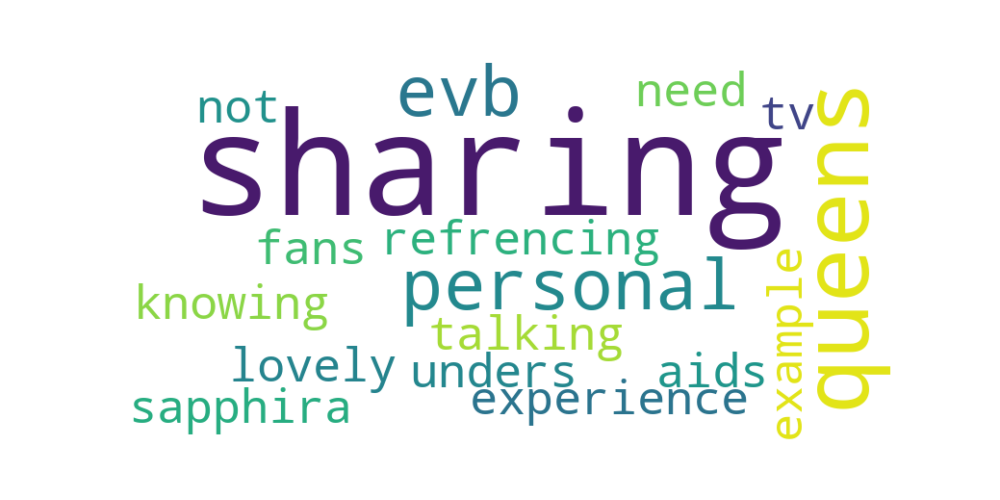 not
evb
need
tv
sharing
queens
fans
refrencing
personal
example
knowing
talking
lovely
unders
aids
sapphira
experience